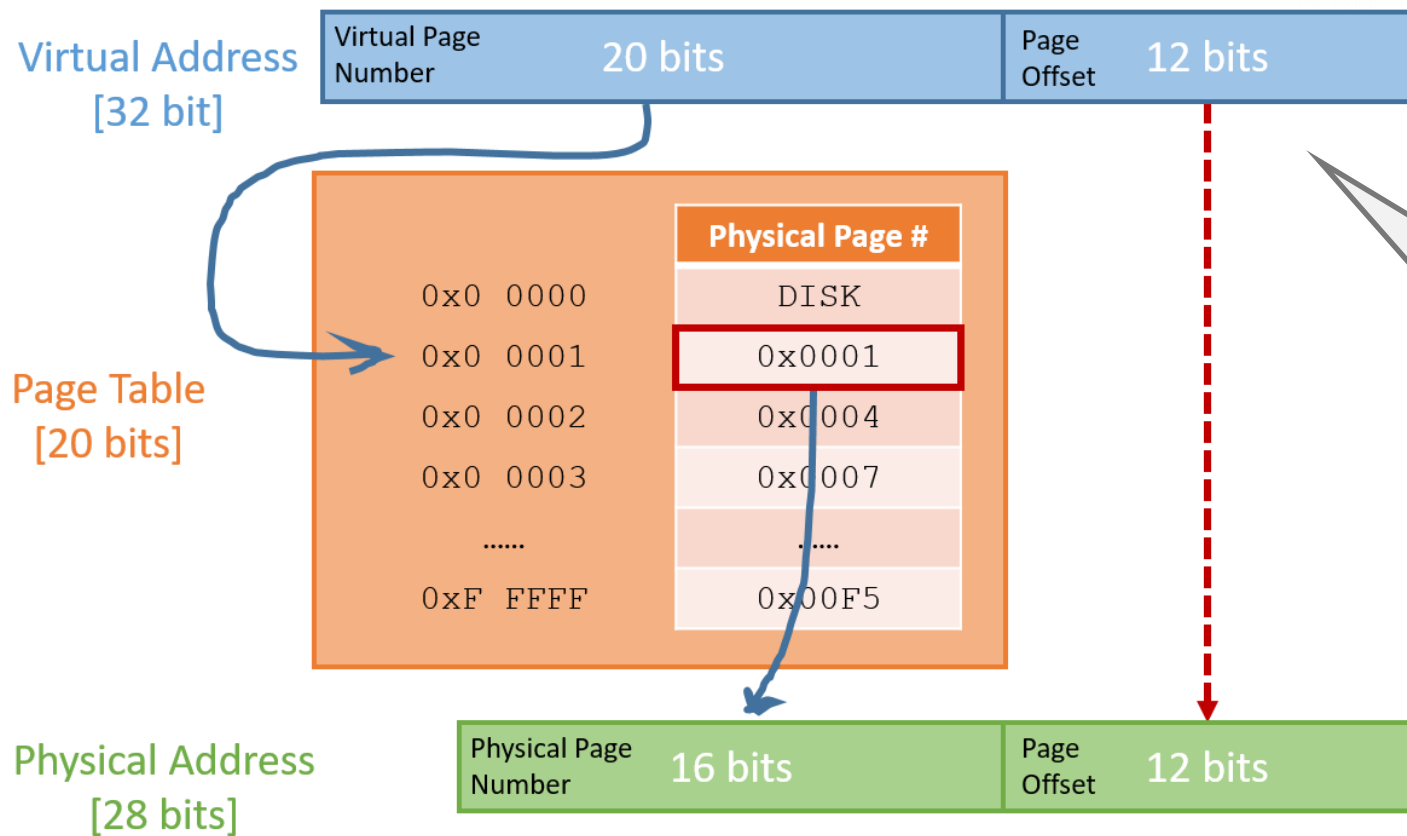 Virtual Address
[32 bit]
Virtual Page
Number
20 bits
Page
Offset
12 bits
Physical Page #
0x0 0000 DISK
0x0 0001 0x0001
0x0 0002 0x0004
0x0 0003 0x0007
...... ......
0xF FFFF 0x00F5
Page Table
[20 bits]
Physical Address
[28 bits]
Physical Page
Number
16 bits
Page
Offset
12 bits